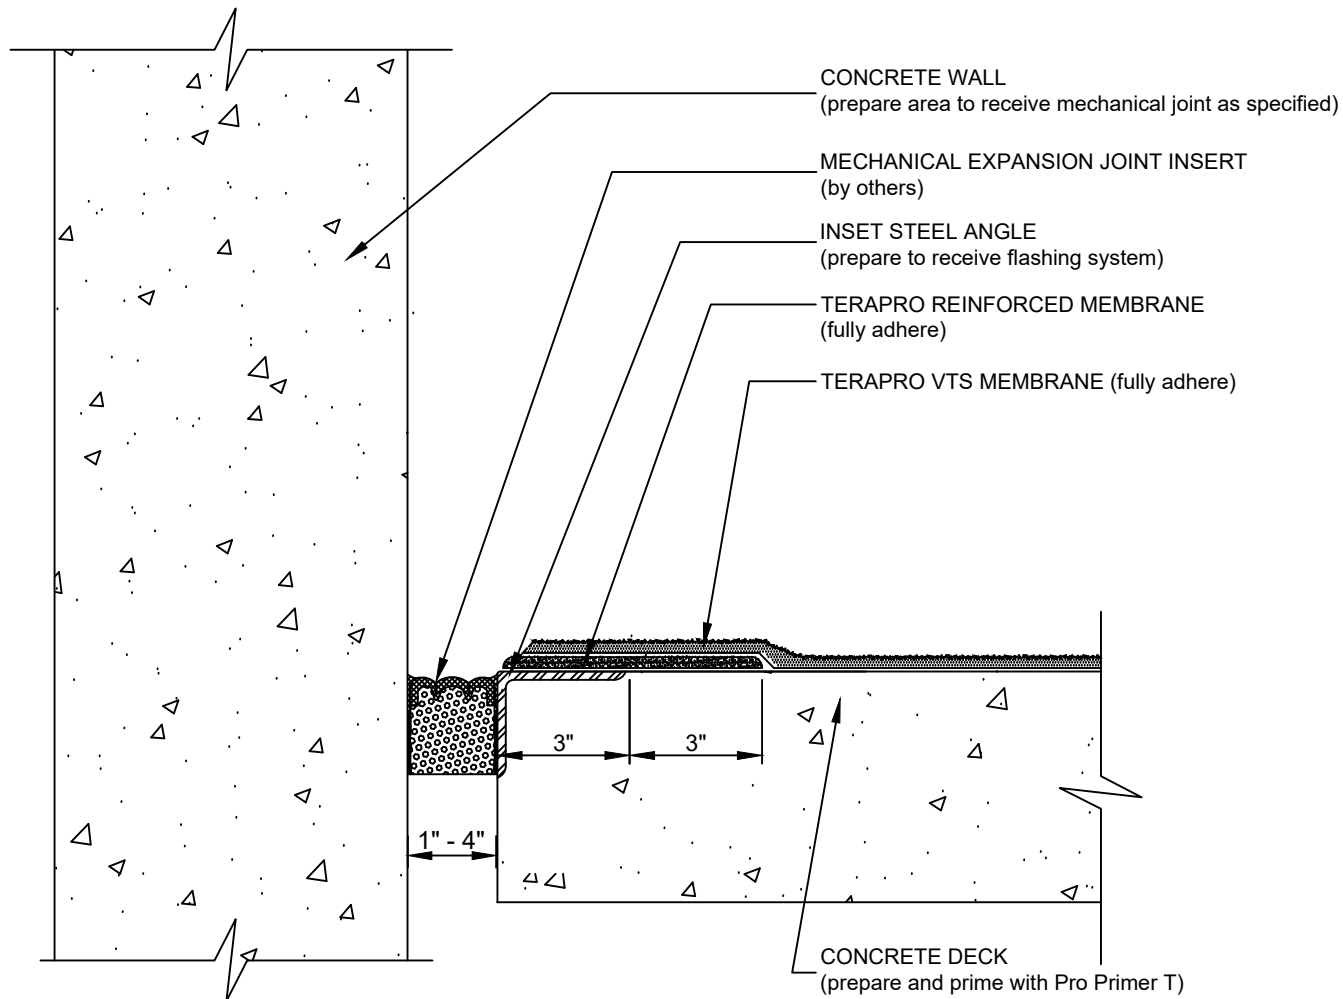 CONCRETE WALL
(prepare area to receive mechanical joint as specified)
MECHANICAL EXPANSION JOINT INSERT
(by others)
INSET STEEL ANGLE
(prepare to receive flashing system)
TERAPRO REINFORCED MEMBRANE
(fully adhere)
TERAPRO VTS MEMBRANE (fully adhere)
3" 3"
1" - 4"
CONCRETE DECK
(prepare and prime with Pro Primer T)